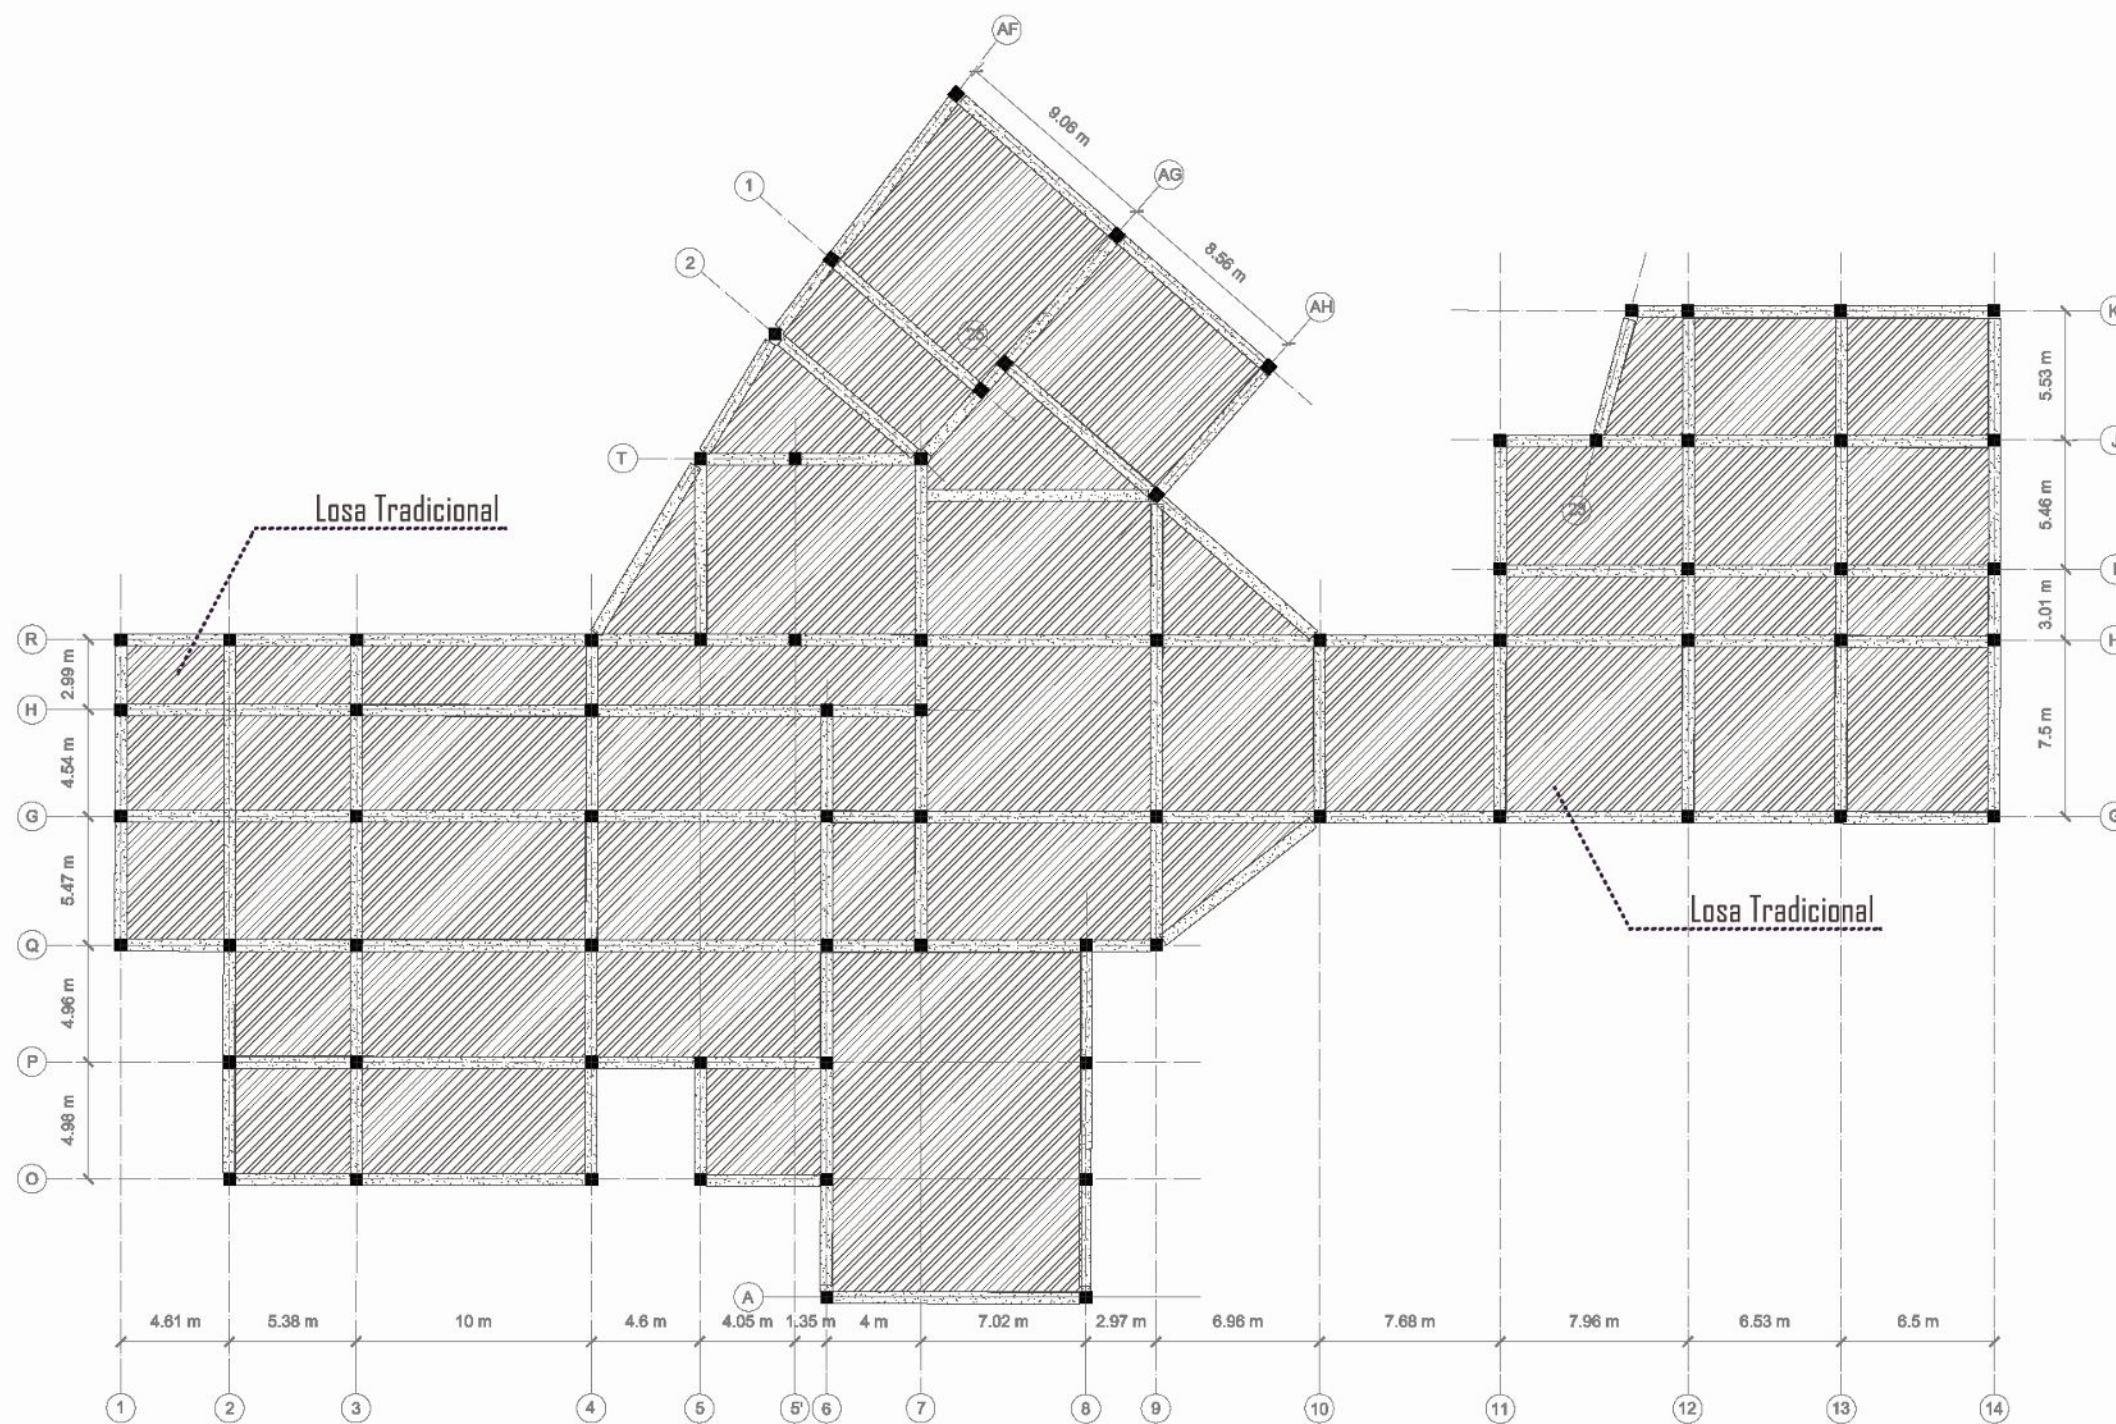 AF
9.06 m
AG
1
8.56 m
2
AH
K
25
5.53 m
J
T
Losa Tradicional
23
5.46 m
I
3.01 m
R
H
2.99 m
H
7.5 m
4.54 m
G
G
5.47 m
Losa Tradicional
Q
4.96 m
P
4.98 m
O
A
4.61 m 5.38 m 10 m 4.6 m 4.05 m 1.35 m 4 m 7.02 m 2.97 m 6.96 m 7.68 m 7.96 m 6.53 m 6.5 m
1 2 3 4 5 5' 6 7 8 9 10 11 12 13 14